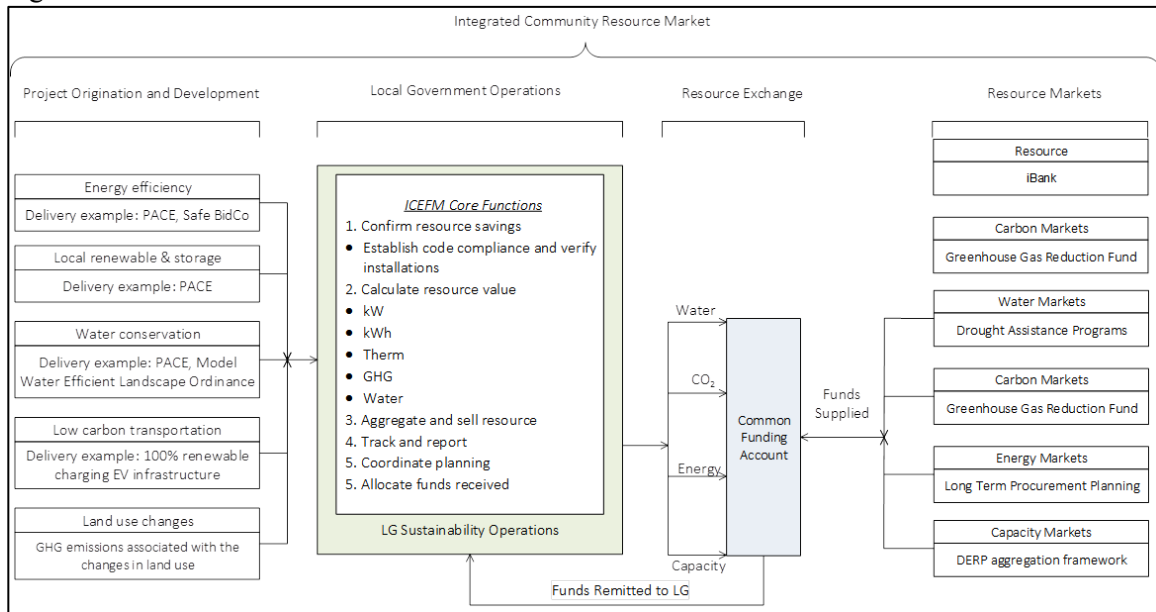 Integrated Community Resource Market
Project Origination and Development
Local Government Operations
Resource Exchange
Resource Markets
Energy efficiency
Delivery example: PACE, Safe BidCo
Local renewable & storage
Delivery example: PACE
Water conservation
Delivery example: PACE, Model
Water Efficient Landscape Ordinance
Low carbon transportation
Delivery example: 100% renewable
charging EV infrastructure
Land use changes
GHG emissions associated with the
changes in land use
ICEFM Core Functions
1. Confirm resource savings
● Establish code compliance and verify
installations
2. Calculate resource value
● kW
● kWh
● Therm
● GHG
● Water
3. Aggregate and sell resource
4. Track and report
5. Coordinate planning
5. Allocate funds received
LG Sustainability Operations
Water
CO₂
Energy
Capacity
Common
Funding
Account
Funds Remitted to LG
Funds
Supplied
Resource
iBank
Carbon Markets
Greenhouse Gas Reduction Fund
Water Markets
Drought Assistance Programs
Carbon Markets
Greenhouse Gas Reduction Fund
Energy Markets
Long Term Procurement Planning
Capacity Markets
DERP aggregation framework